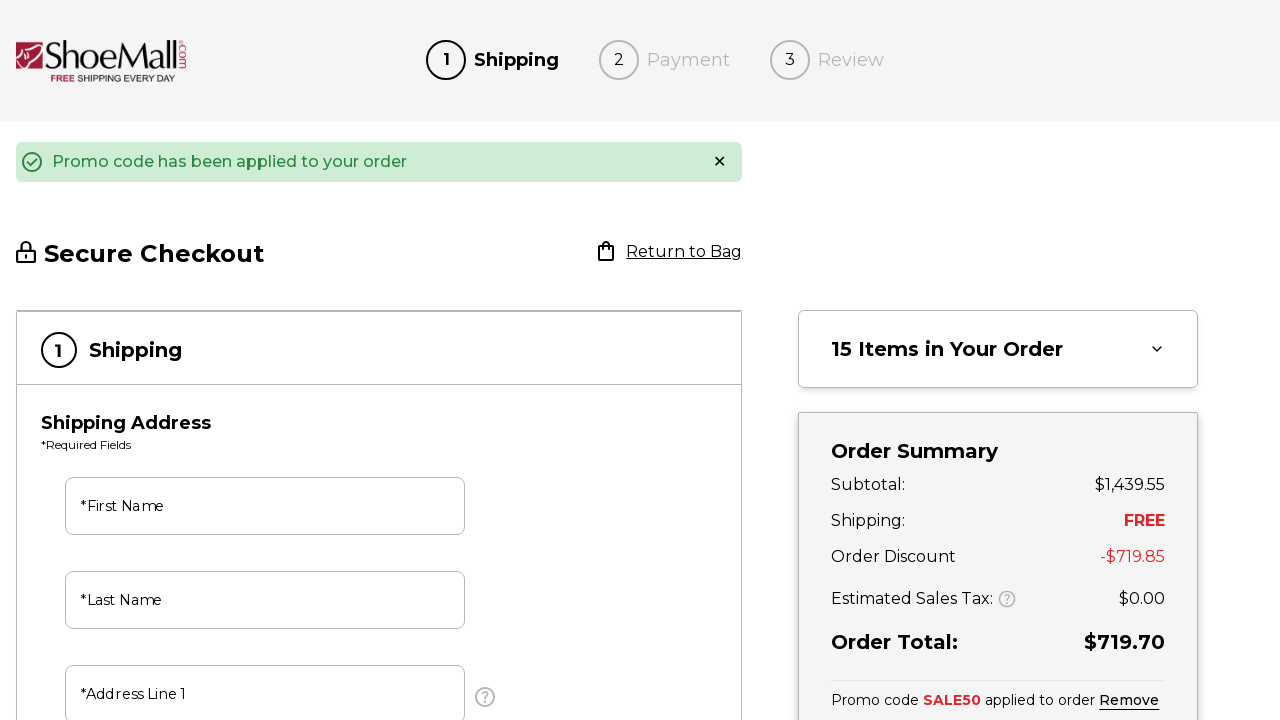 ShoeMall.com
FREE SHIPPING EVERY DAY
1 Shipping
2 Payment
3 Review
Promo code has been applied to your order
Secure Checkout
Return to Bag
1 Shipping
Shipping Address
*Required Fields
*First Name
*Last Name
*Address Line 1
15 Items in Your Order
Order Summary
Subtotal: $1,439.55
Shipping: FREE
Order Discount -$719.85
Estimated Sales Tax: $0.00
Order Total: $719.70
Promo code SALE50 applied to order Remove